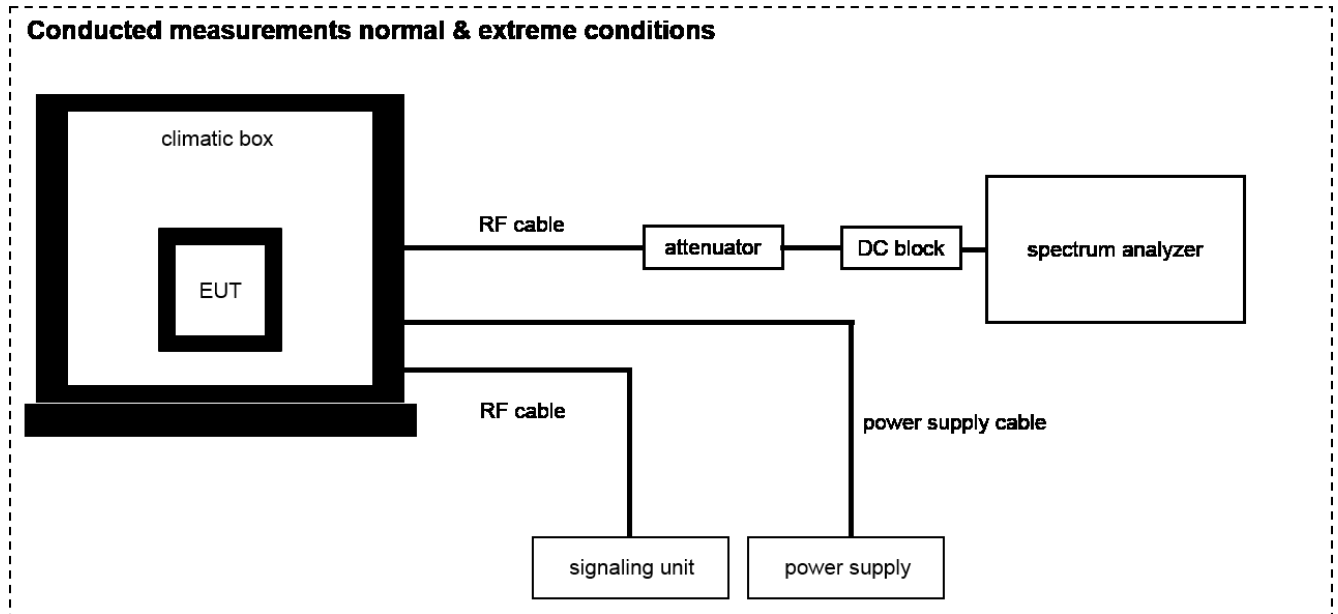 Conducted measurements normal & extreme conditions
climatic box
RF cable
attenuator
DC block
spectrum analyzer
EUT
RF cable
power supply cable
signaling unit
power supply